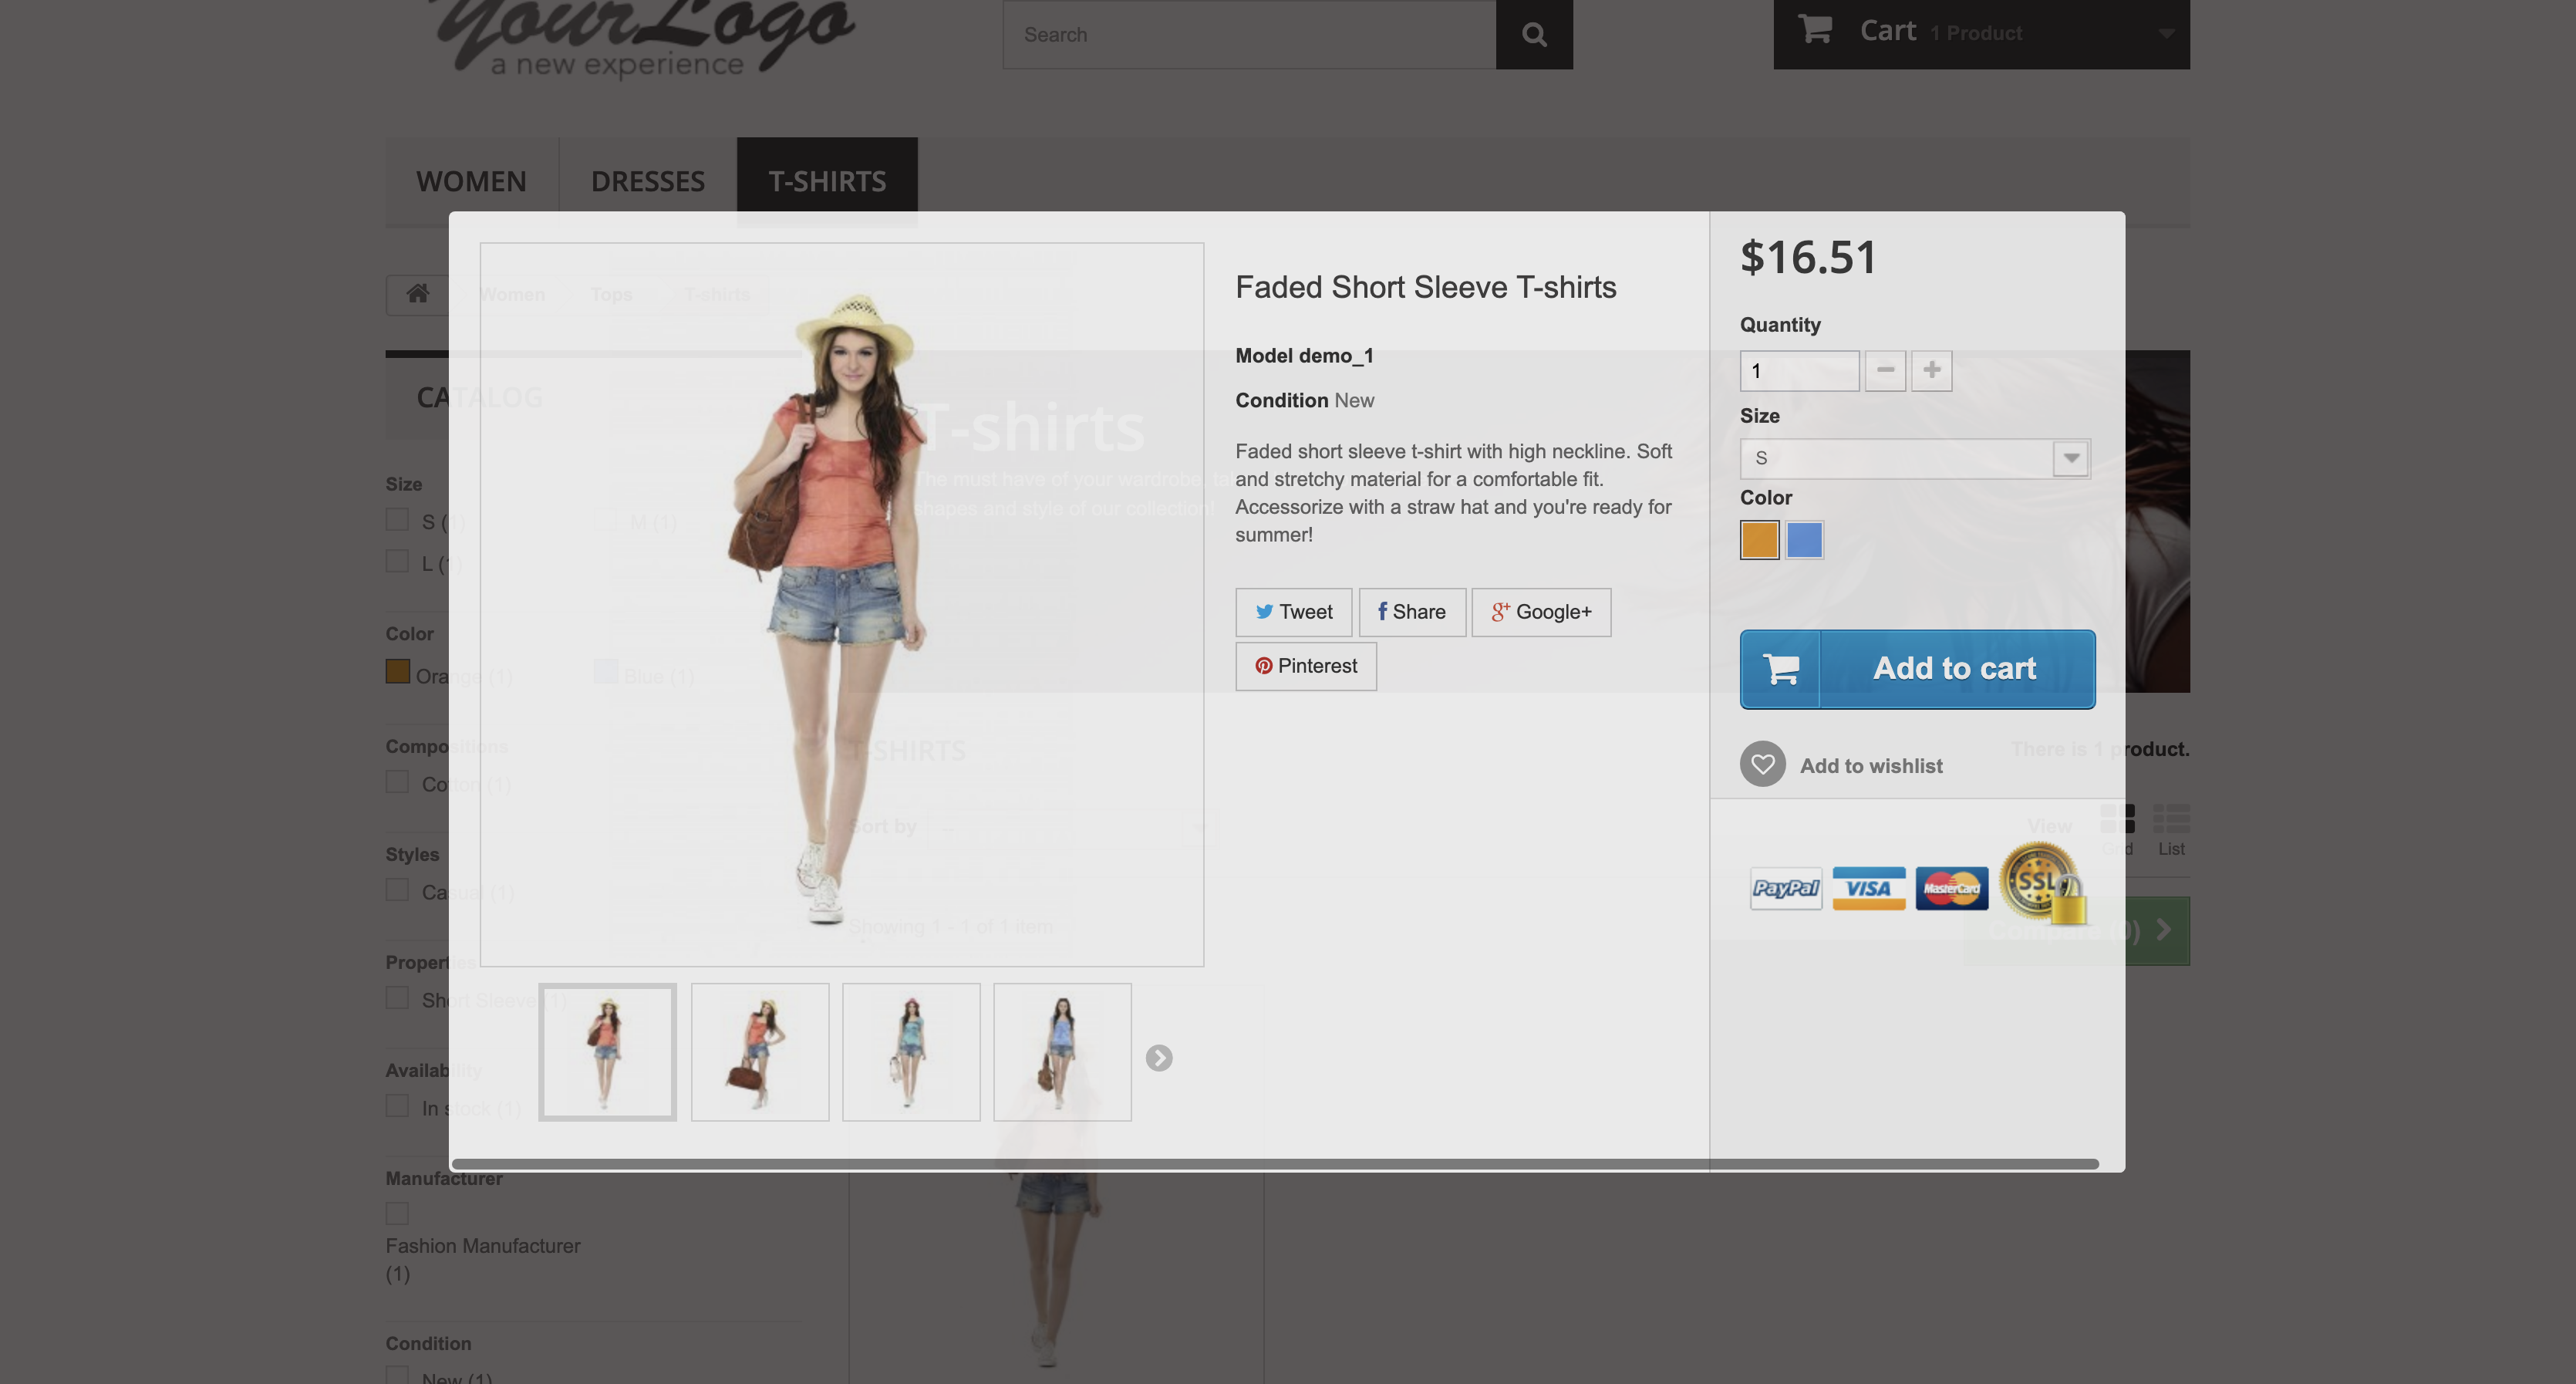 YourLogo
a new experience
Search
Cart 1 Product
WOMEN
DRESSES
T-SHIRTS
Women
Tops
T-shirts
CATALOG
Size
S (1)
M (1)
L (1)
Color
Orange (1)
Blue (1)
Compositions
Cotton (1)
Styles
Casual (1)
Properties
Short Sleeve (1)
Availability
In stock (1)
Manufacturer
Fashion Manufacturer
(1)
Condition
New (1)
T-shirts
The must have of your wardrobe, ta
shapes and style of our collection!
T-SHIRTS
Sort by
Showing 1 - 1 of 1 item
Faded Short Sleeve T-shirts
Model demo_1
Condition New
Faded short sleeve t-shirt with high neckline. Soft
and stretchy material for a comfortable fit.
Accessorize with a straw hat and you're ready for
summer!
Tweet
Share
Google+
Pinterest
$16.51
Quantity
1
Size
S
Color
Add to cart
Add to wishlist
There is 1 product.
View
Grid
List
PayPal
VISA
MasterCard
SSL
Compare (0)